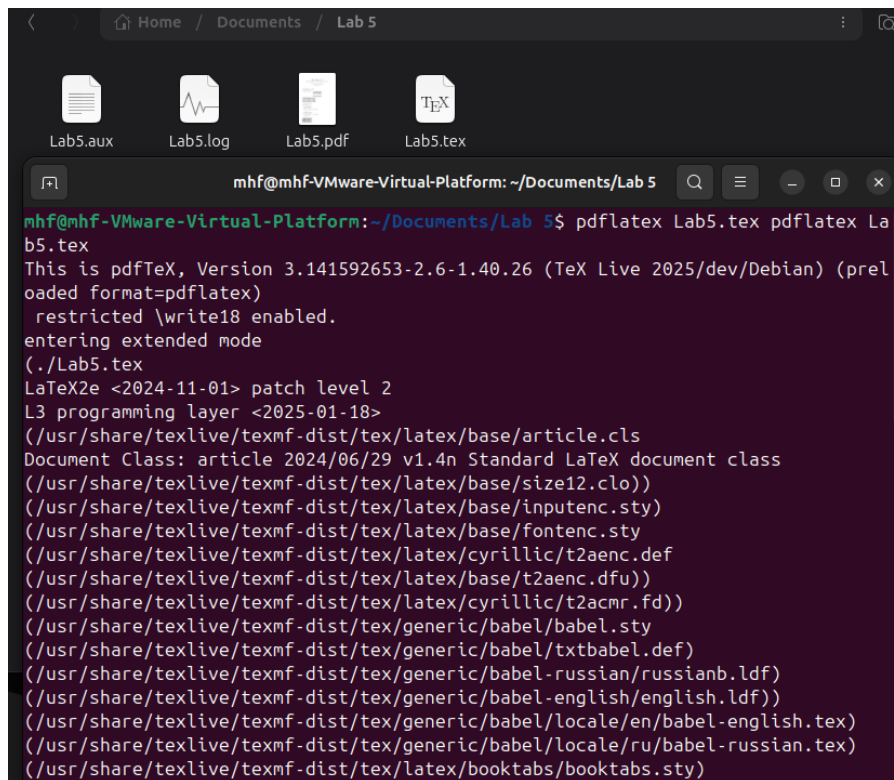 Home / Documents / Lab 5
Lab5.aux Lab5.log Lab5.pdf TEX Lab5.tex
mhf@mhf-VMware-Virtual-Platform: ~/Documents/Lab 5
mhf@mhf-VMware-Virtual-Platform:~/Documents/Lab 5$ pdflatex Lab5.tex pdflatex La
b5.tex
This is pdfTeX, Version 3.141592653-2.6-1.40.26 (TeX Live 2025/dev/Debian) (prel
oaded format=pdflatex)
 restricted \write18 enabled.
entering extended mode
(./Lab5.tex
LaTeX2e <2024-11-01> patch level 2
L3 programming layer <2025-01-18>
(/usr/share/texlive/texmf-dist/tex/latex/base/article.cls
Document Class: article 2024/06/29 v1.4n Standard LaTeX document class
(/usr/share/texlive/texmf-dist/tex/latex/base/size12.clo))
(/usr/share/texlive/texmf-dist/tex/latex/base/inputenc.sty)
(/usr/share/texlive/texmf-dist/tex/latex/base/fontenc.sty
(/usr/share/texlive/texmf-dist/tex/latex/cyrillic/t2aenc.def
(/usr/share/texlive/texmf-dist/tex/latex/base/t2aenc.dfu))
(/usr/share/texlive/texmf-dist/tex/latex/cyrillic/t2acmr.fd))
(/usr/share/texlive/texmf-dist/tex/generic/babel/babel.sty
(/usr/share/texlive/texmf-dist/tex/generic/babel/txtbabel.def)
(/usr/share/texlive/texmf-dist/tex/generic/babel-russian/russianb.ldf)
(/usr/share/texlive/texmf-dist/tex/generic/babel-english/english.ldf))
(/usr/share/texlive/texmf-dist/tex/generic/babel/locale/en/babel-english.tex)
(/usr/share/texlive/texmf-dist/tex/generic/babel/locale/ru/babel-russian.tex)
(/usr/share/texlive/texmf-dist/tex/latex/booktabs/booktabs.sty)